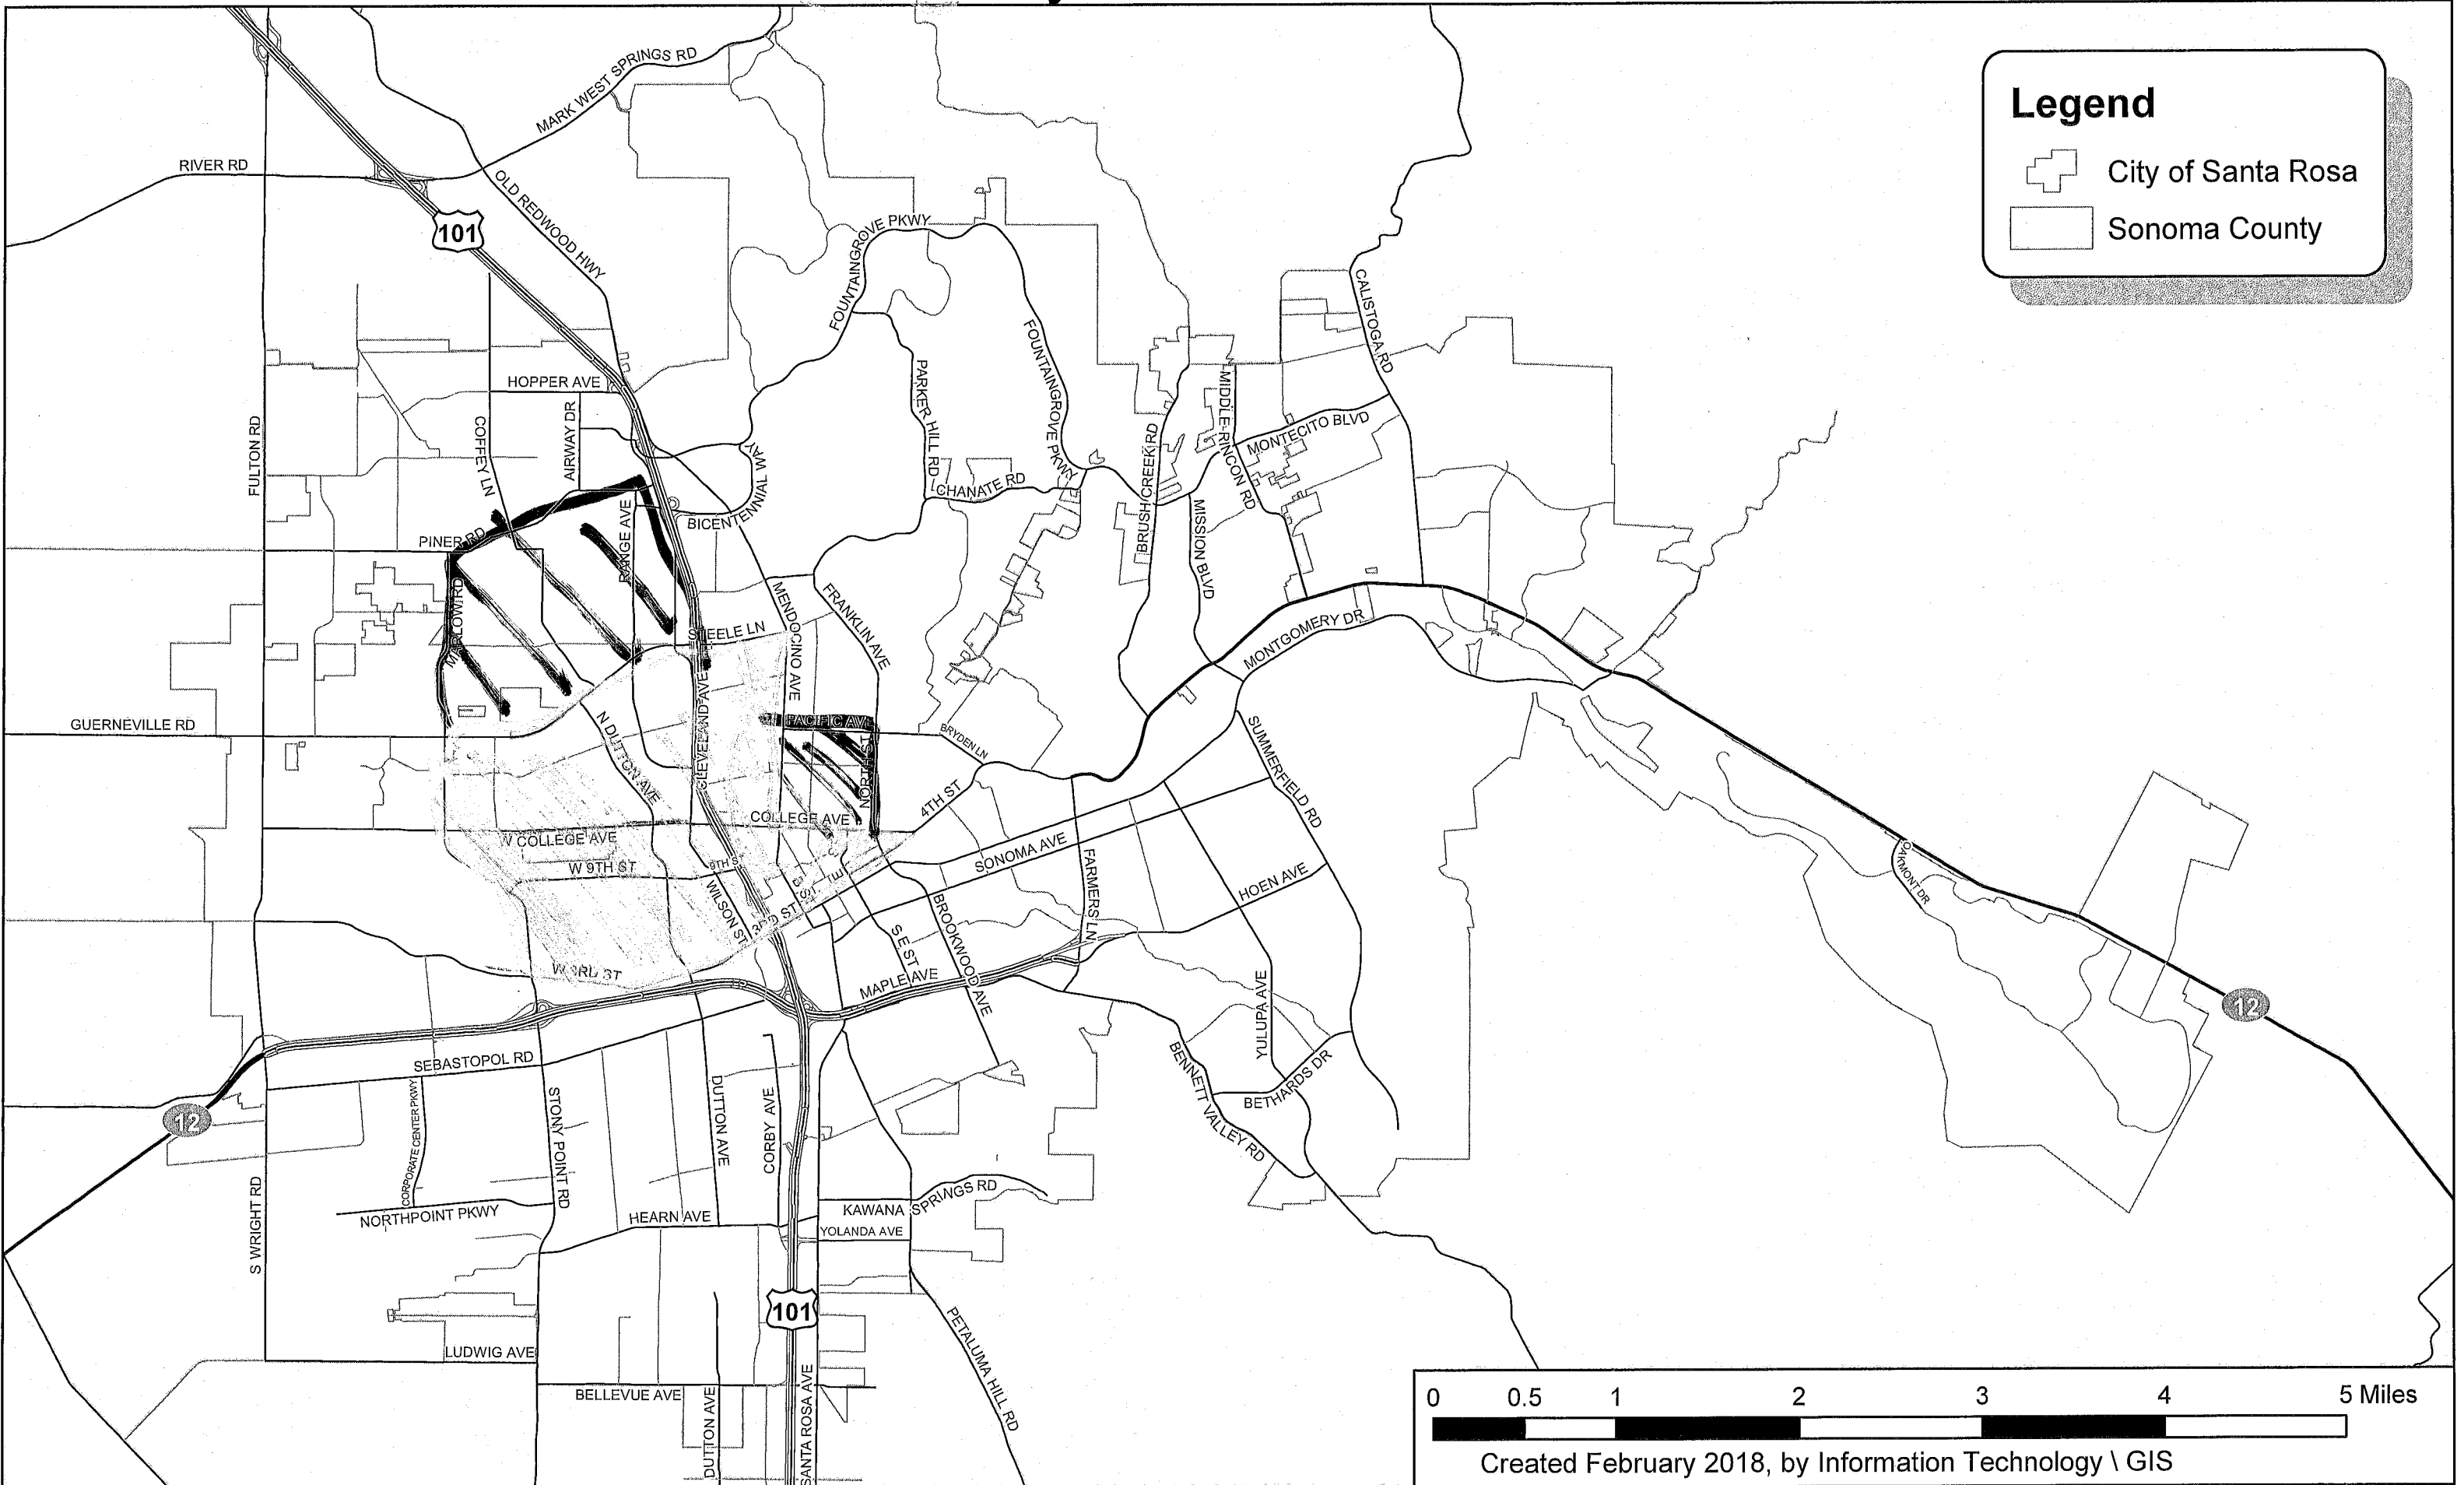 Legend
City of Santa Rosa
Sonoma County
MARK WEST SPRINGS RD
RIVER RD
OLD REDWOOD HWY
101
FOUNTAINGROVE PKWY
FOUNTAINGROVE PKWY
CALISTOGA RD
HOPPER AVE
PARKER HILL RD
MIDDLE RINCON RD
MONTECITO BLVD
FULTON RD
COFFEY LN
AIRWAY DR
BICENTENNIAL WAY
CHANATE RD
BRUSH CREEK RD
MISSION BLVD
PINER RD
RANGE AVE
MARLOW RD
STEELE LN
MENDOCINO AVE
FRANKLIN AVE
MONTGOMERY DR
GUERNEVILLE RD
N DUTTON AVE
CLEVELAND AVE
PACIFIC AVE
NORTH ST
BRYDEN LN
SUMMERFIELD RD
4TH ST
COLLEGE AVE
W COLLEGE AVE
W 9TH ST
9TH S
WILSON ST
3RD ST
E ST
SONOMA AVE
FARMERS LN
HOEN AVE
OAKMONT DR
BROOKWOOD AVE
S E ST
W 3RD ST
MAPLE AVE
YULUPA AVE
12
SEBASTOPOL RD
BENNETT VALLEY RD
BETHARDS DR
12
CORPORATE CENTER PKWY
STONY POINT RD
DUTTON AVE
CORBY AVE
S WRIGHT RD
NORTHPOINT PKWY
HEARN AVE
KAWANA SPRINGS RD
YOLANDA AVE
101
LUDWIG AVE
PETALUMA HILL RD
BELLEVUE AVE
DUTTON AVE
SANTA ROSA AVE
0 0.5 1 2 3 4 5 Miles
Created February 2018, by Information Technology \ GIS